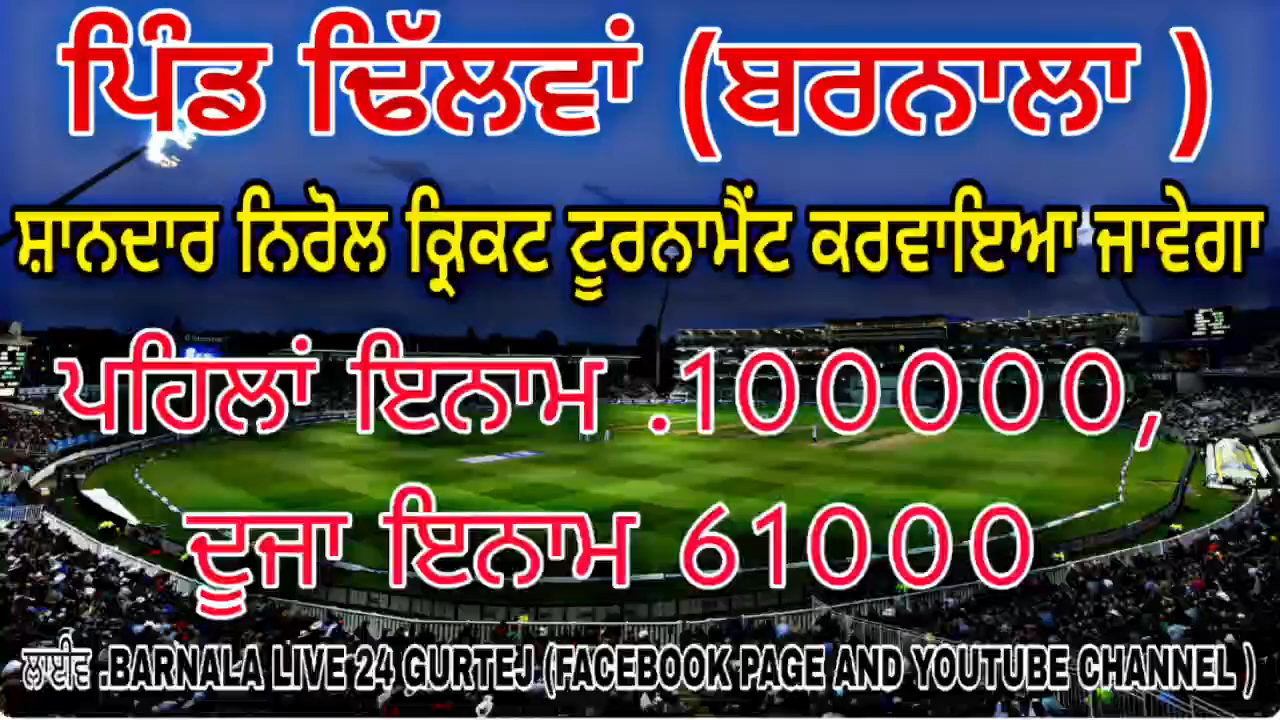 ਪਿੰਡ ਢਿੱਲਵਾਂ (ਬਰਨਾਲਾ )
ਸ਼ਾਨਦਾਰ ਨਿਰੋਲ ਕ੍ਰਿਕਟ ਟੂਰਨਾਮੈਂਟ ਕਰਵਾਇਆ ਜਾਵੇਗਾ
ਪਹਿਲਾਂ ਇਨਾਮ .100000,
ਦੂਜਾ ਇਨਾਮ 61000
ਲਾਈਵ .BARNALA LIVE 24 GURTEJ (FACEBOOK PAGE AND YOUTUBE CHANNEL )